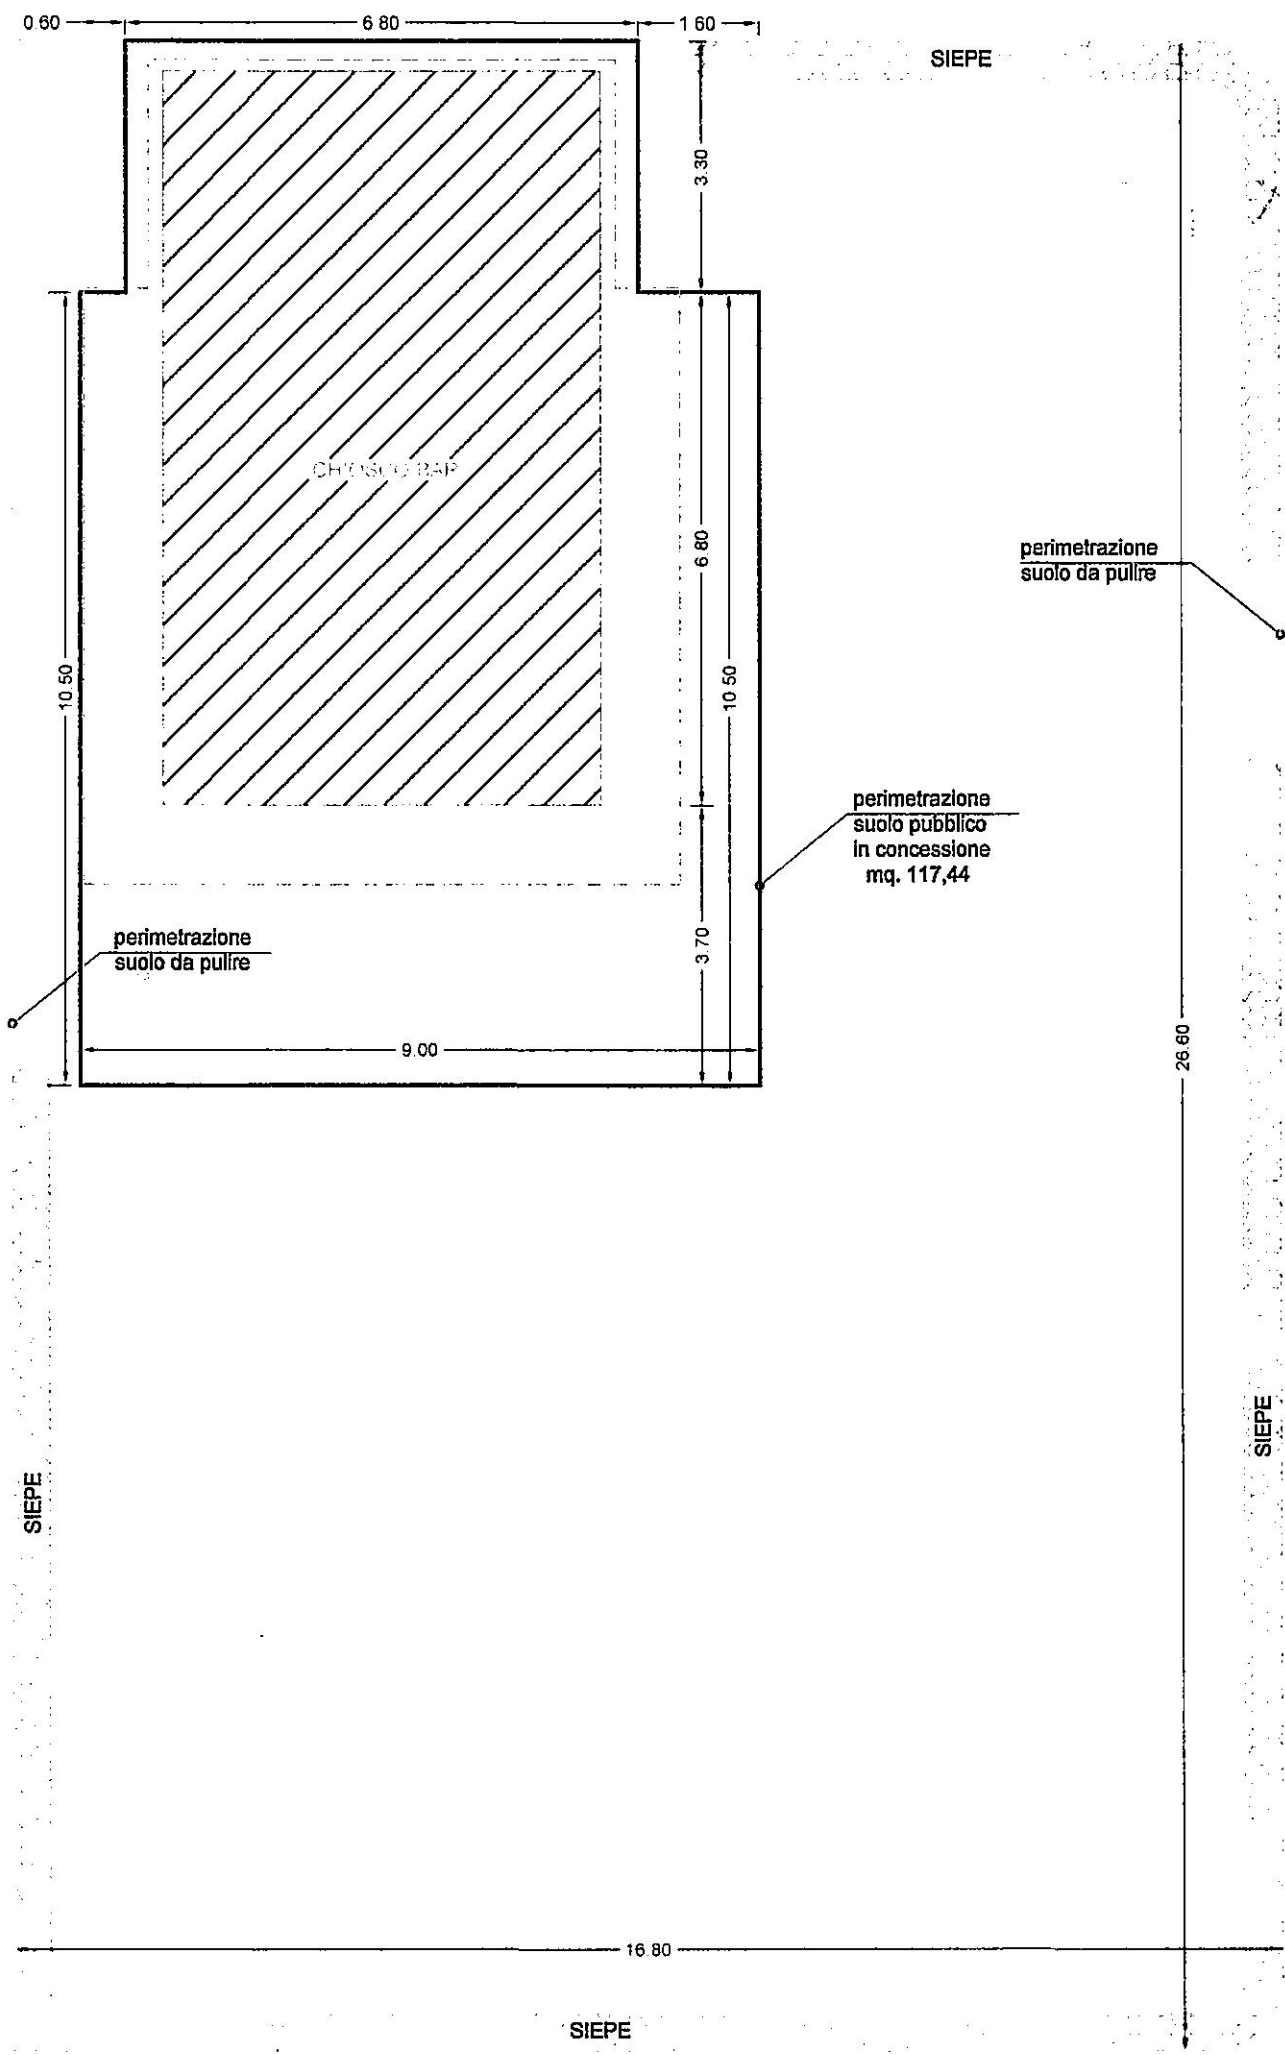 0.60
6.80
1.60
SIEPE
3.30
CHIOSCO BAR
6.80
perimetrazione
suolo da pulire
10.50
10.50
perimetrazione
suolo pubblico
in concessione
mq. 117,44
perimetrazione
suolo da pulire
3.70
9.00
26.60
SIEPE
SIEPE
16.80
SIEPE